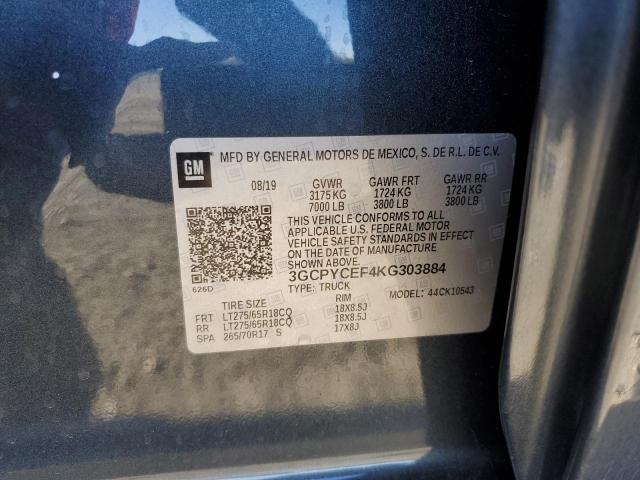 GM
MFD BY GENERAL MOTORS DE MEXICO, S. DE R.L. DE C.V.
08/19 GVWR GAWR FRT GAWR RR
3175 KG 1724 KG 1724 KG
7000 LB 3800 LB 3800 LB
THIS VEHICLE CONFORMS TO ALL
APPLICABLE U.S. FEDERAL MOTOR
VEHICLE SAFETY STANDARDS IN EFFECT
ON THE DATE OF MANUFACTURE
SHOWN ABOVE.
3GCPYCEF4KG303884
626D
TYPE: TRUCK MODEL: 44CK10543
TIRE SIZE RIM
FRT LT275/65R18CQ 18X8.5J
RR LT275/65R18CQ 18X8.5J
SPA 265/70R17 S 17X8J